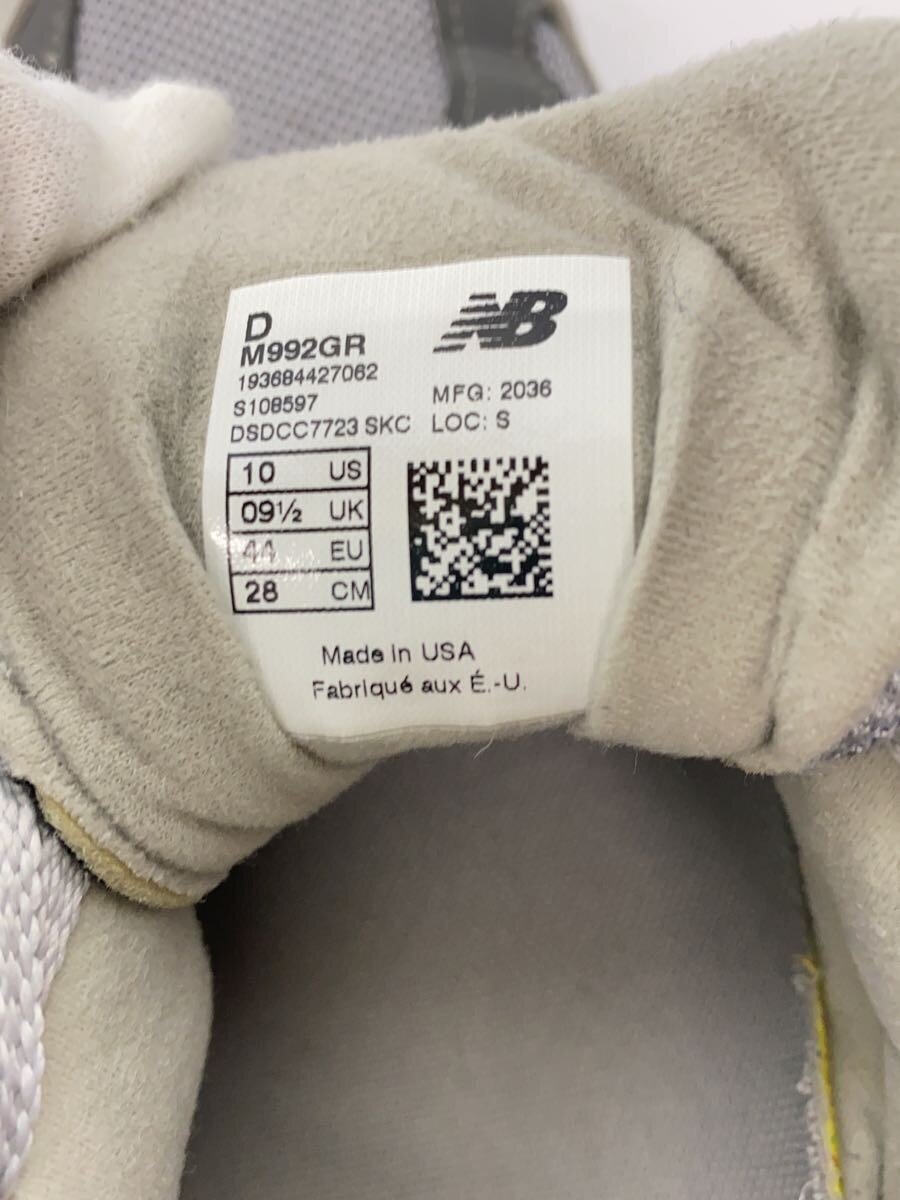 D
NB
M992GR
193684427062
S108597
MFG: 2036
DSDCC7723 SKC
LOC: S
10 US
09½ UK
44 EU
28 CM
Made in USA
Fabriqué aux É.-U.